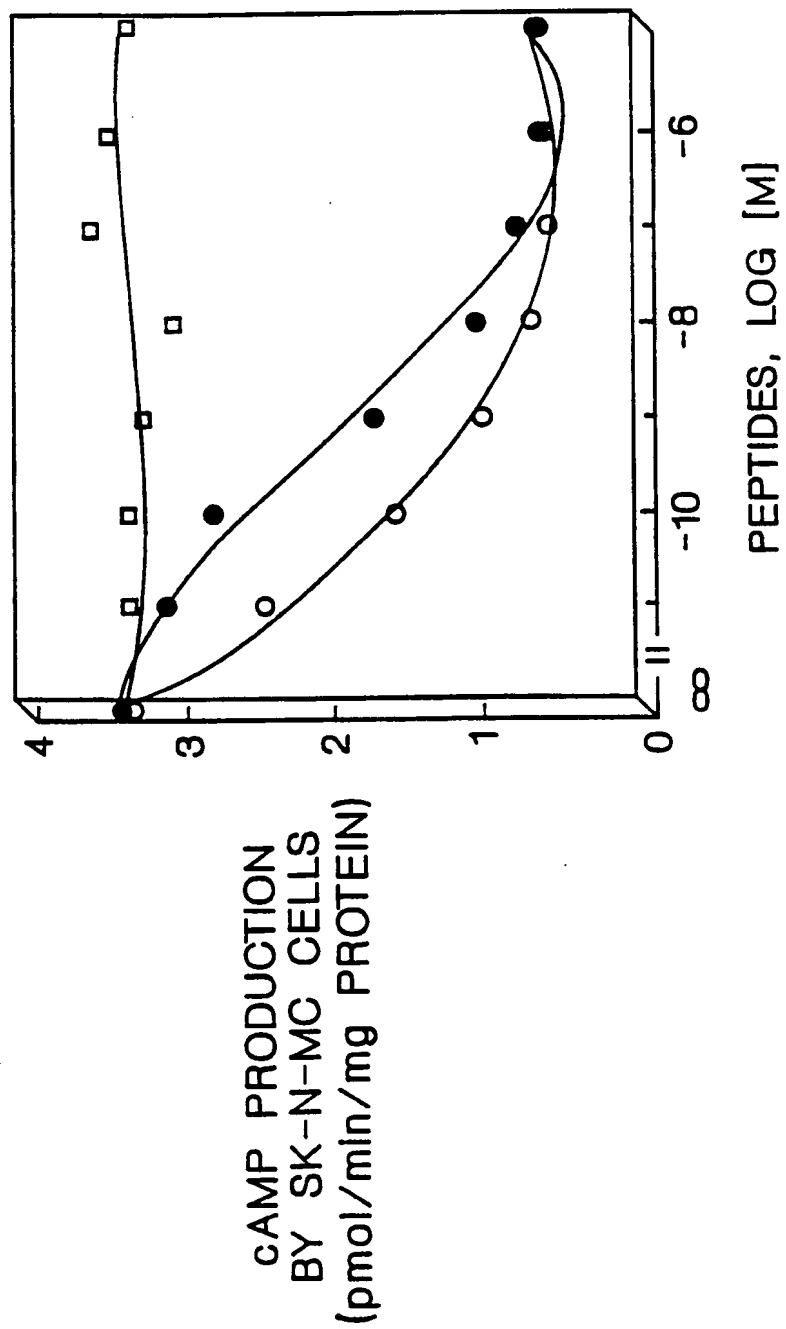 cAMP PRODUCTION
BY SK-N-MC CELLS
(pmol/min/mg PROTEIN)
4
3
2
1
0
∞
-10
-8
-6
PEPTIDES, LOG [M]